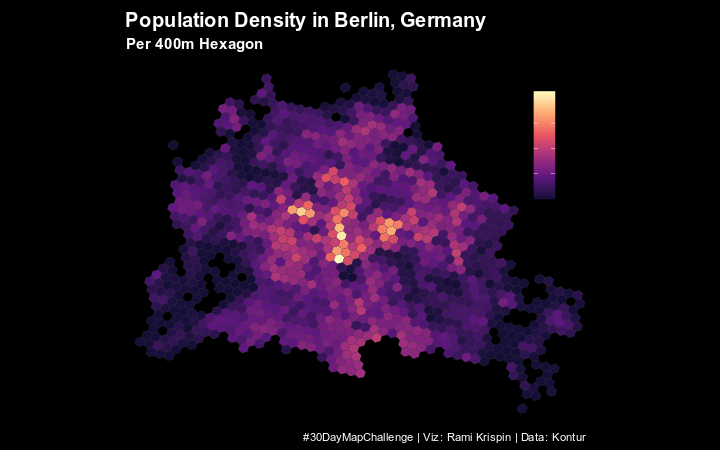 Population Density in Berlin, Germany
Per 400m Hexagon
#30DayMapChallenge | Viz: Rami Krispin | Data: Kontur